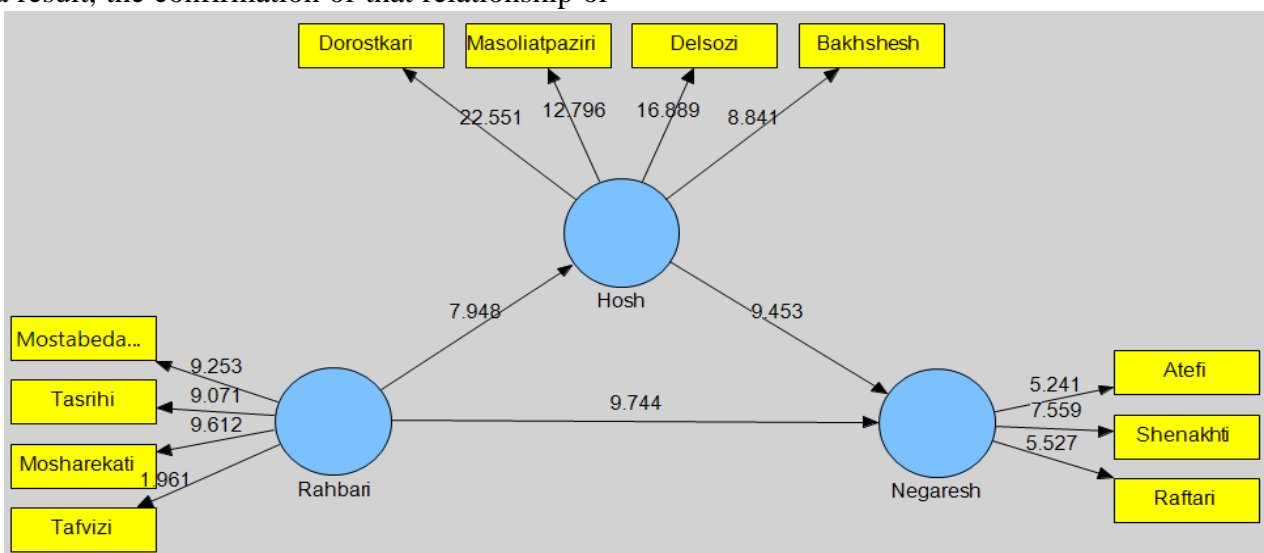 a result, the confirmation of that relationship of
Dorostkari
Masoliatpaziri
Delsozi
Bakhshesh
22.551
12.796
16.889
8.841
Hosh
7.948
9.453
Mostabeda...
9.253
Tasrihi
9.071
9.612
Mosharekati
1.961
Tafvizi
Rahbari
9.744
Negaresh
5.241
Atefi
7.559
Shenakhti
5.527
Raftari